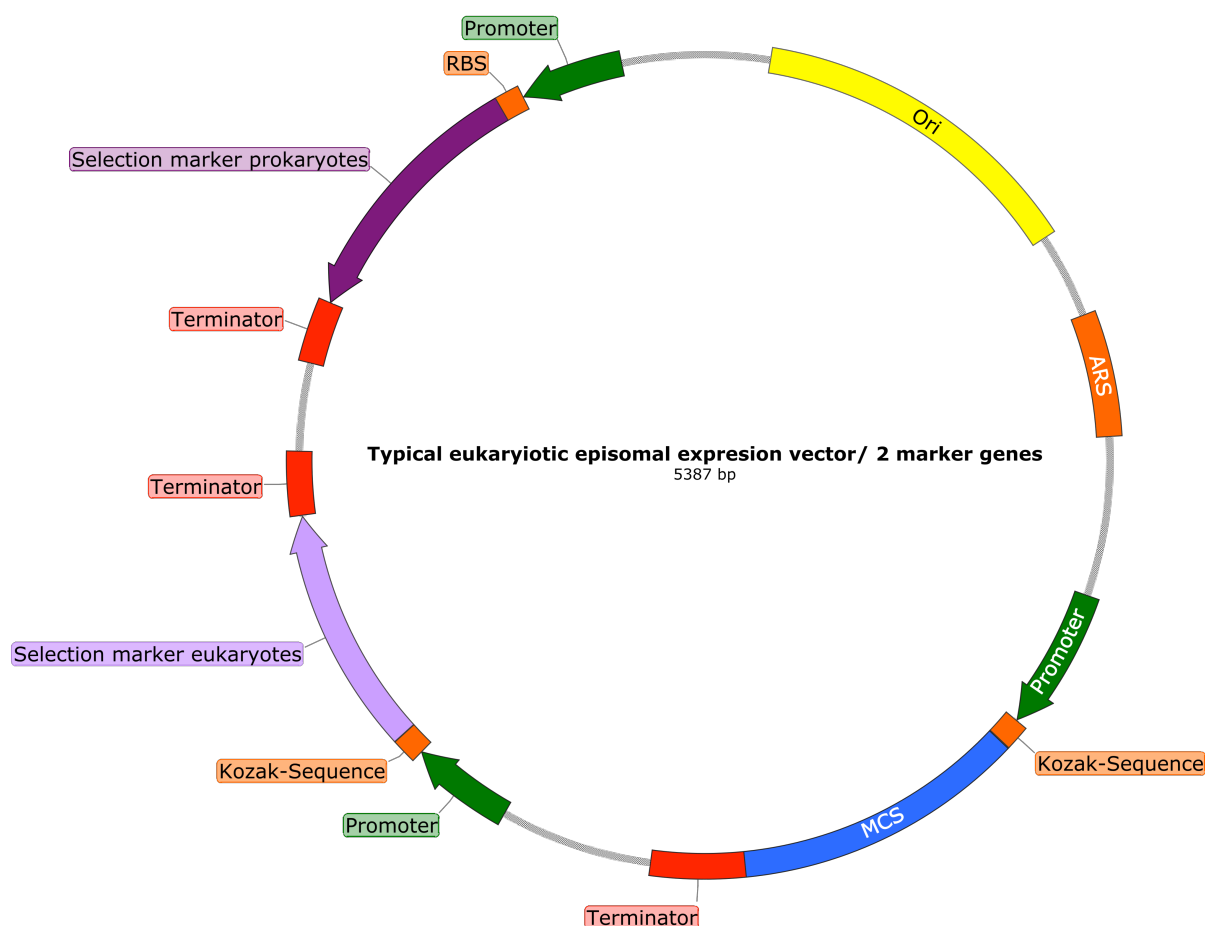 Promoter
RBS
Ori
Selection marker prokaryotes
Terminator
ARS
Typical eukaryiotic episomal expresion vector/ 2 marker genes
5387 bp
Terminator
Promoter
Selection marker eukaryotes
Kozak-Sequence
Kozak-Sequence
MCS
Promoter
Terminator